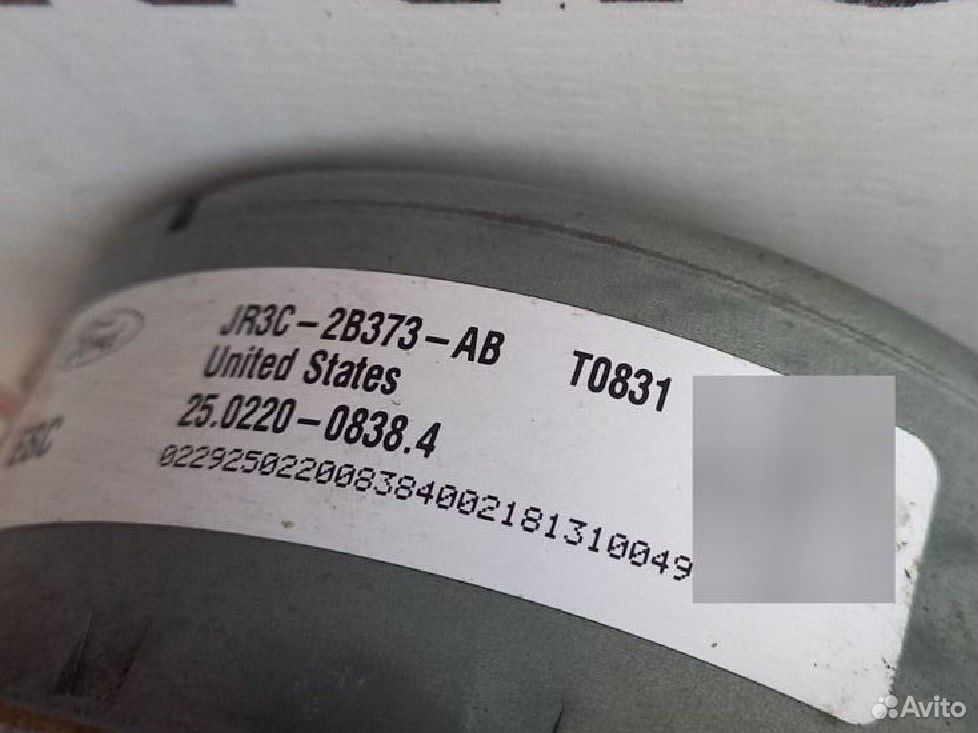 JR3C-2B373-AB T0831
United States
25.0220-0838.4
ESC
022925022008384002181310049
Avito